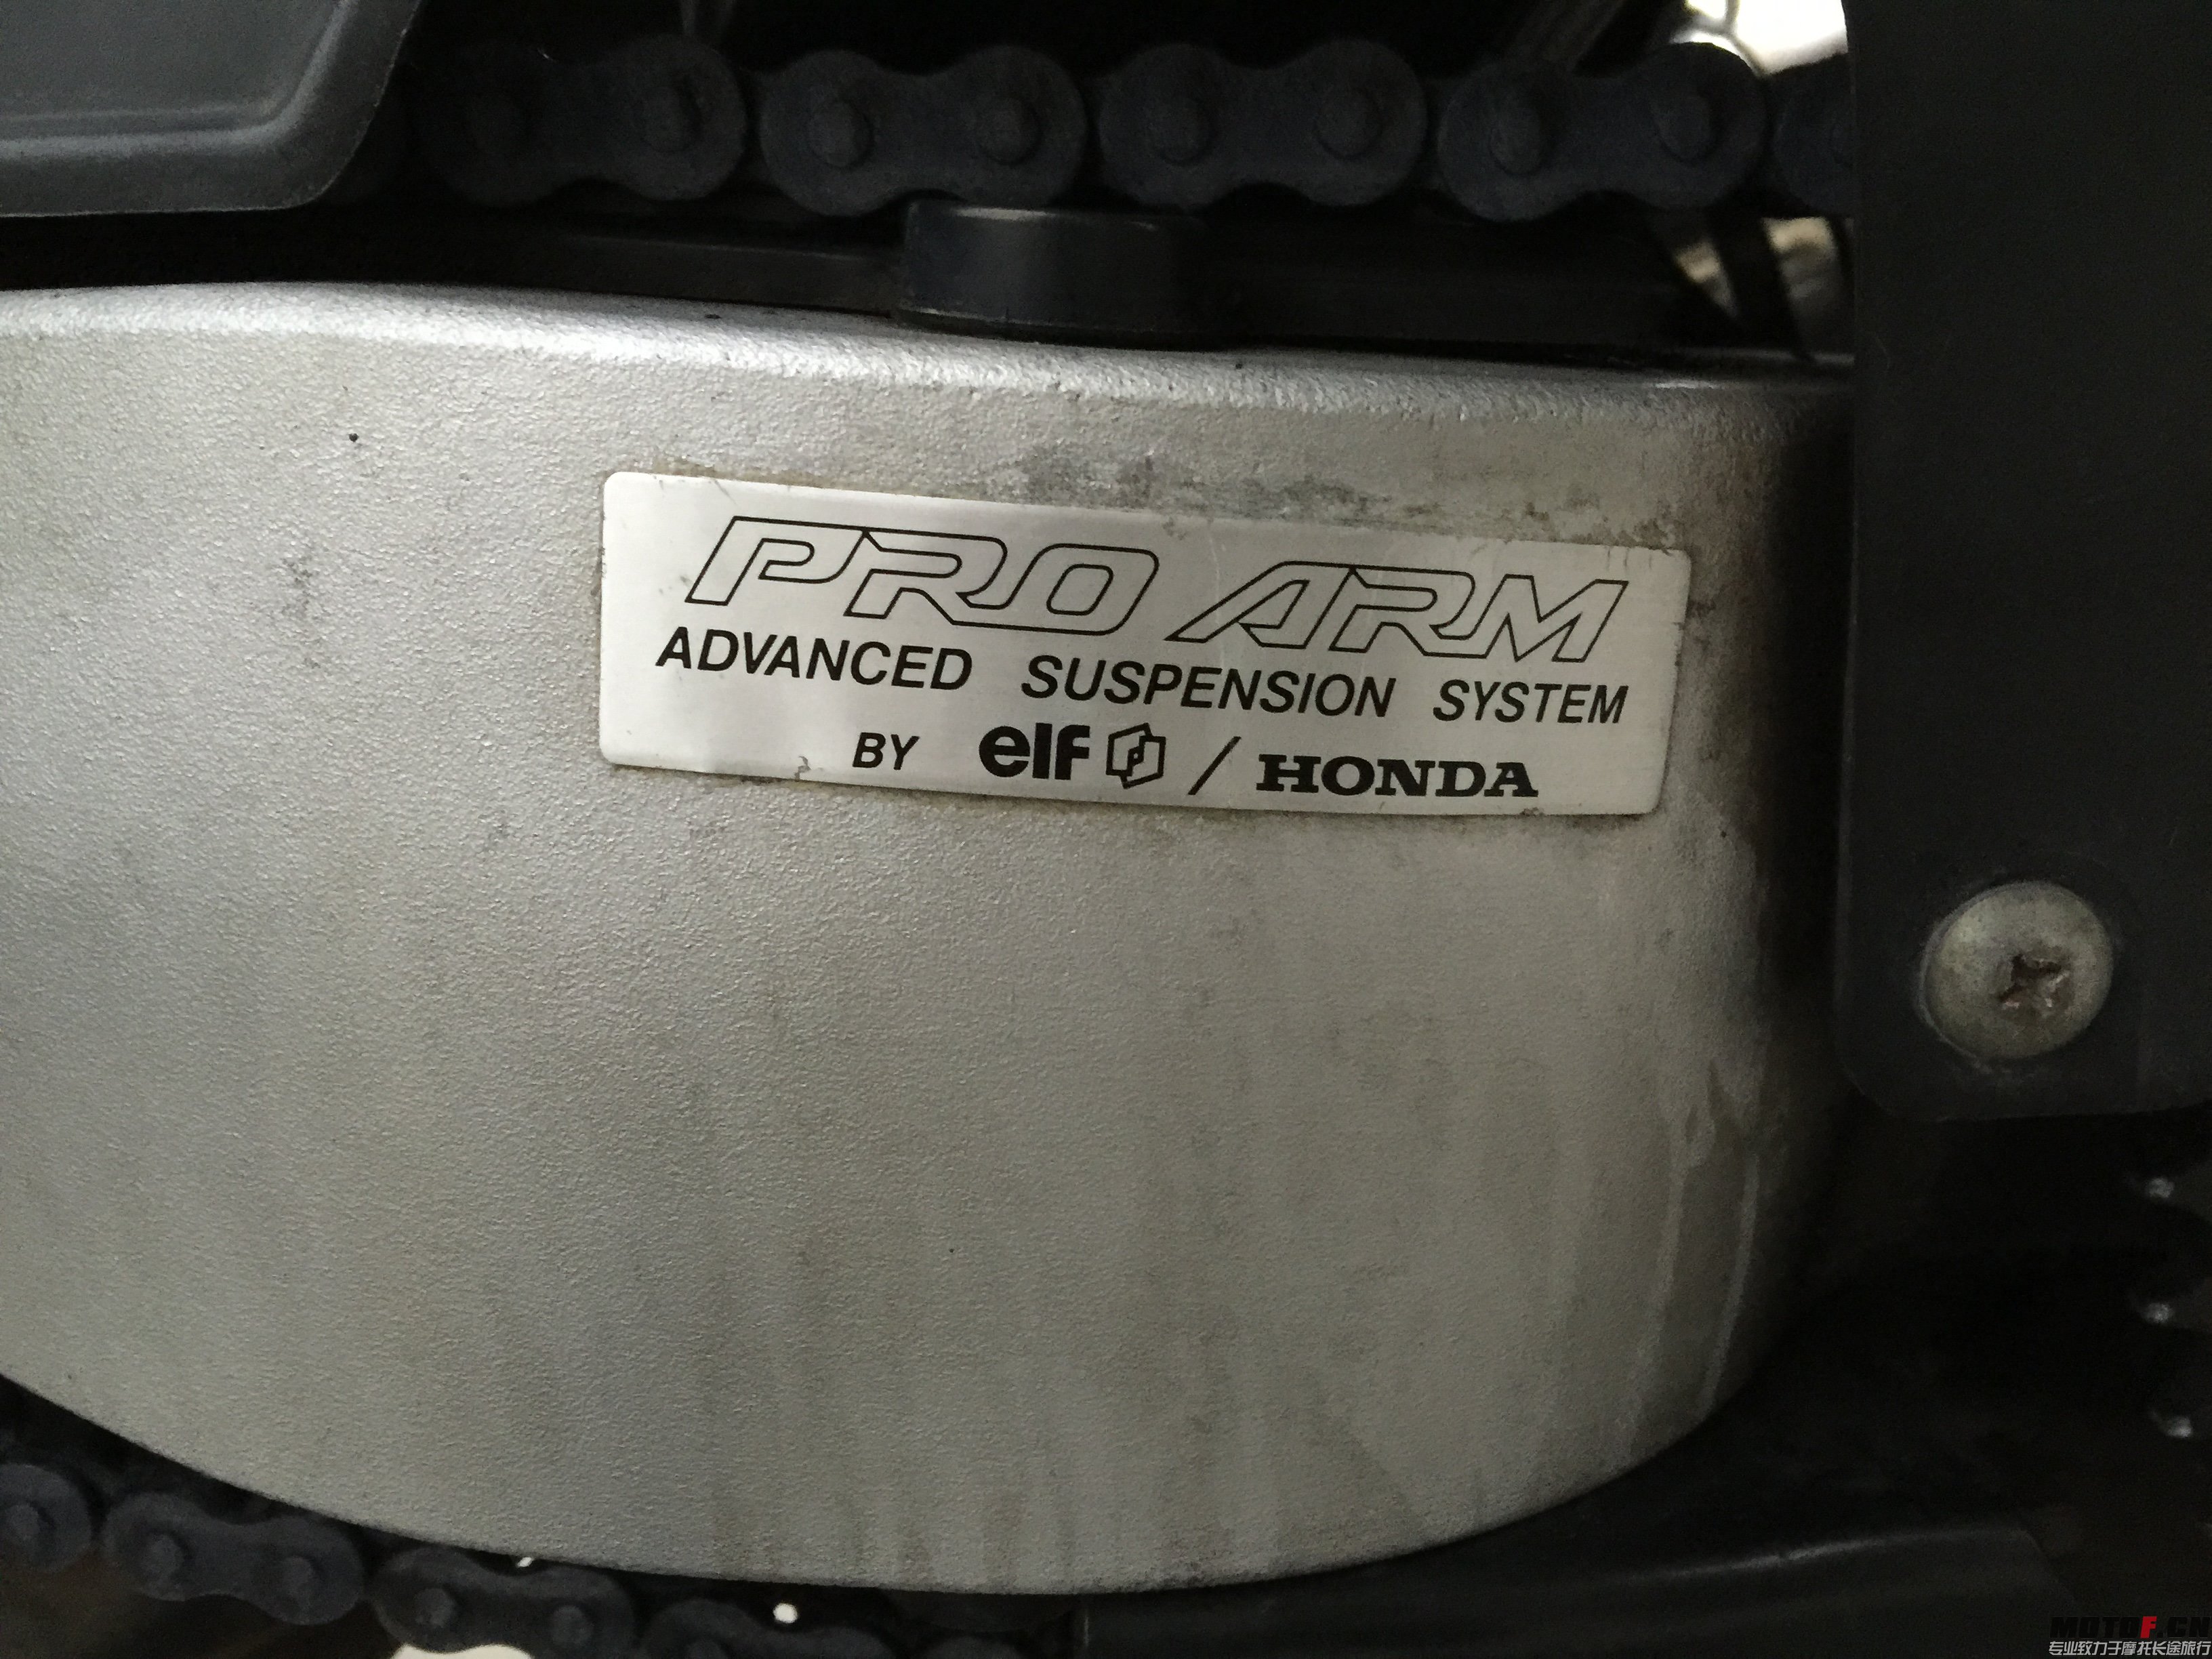 PRO ARM
ADVANCED SUSPENSION SYSTEM
BY elf / HONDA
MOTOF.CN
专业致力于摩托长途旅行